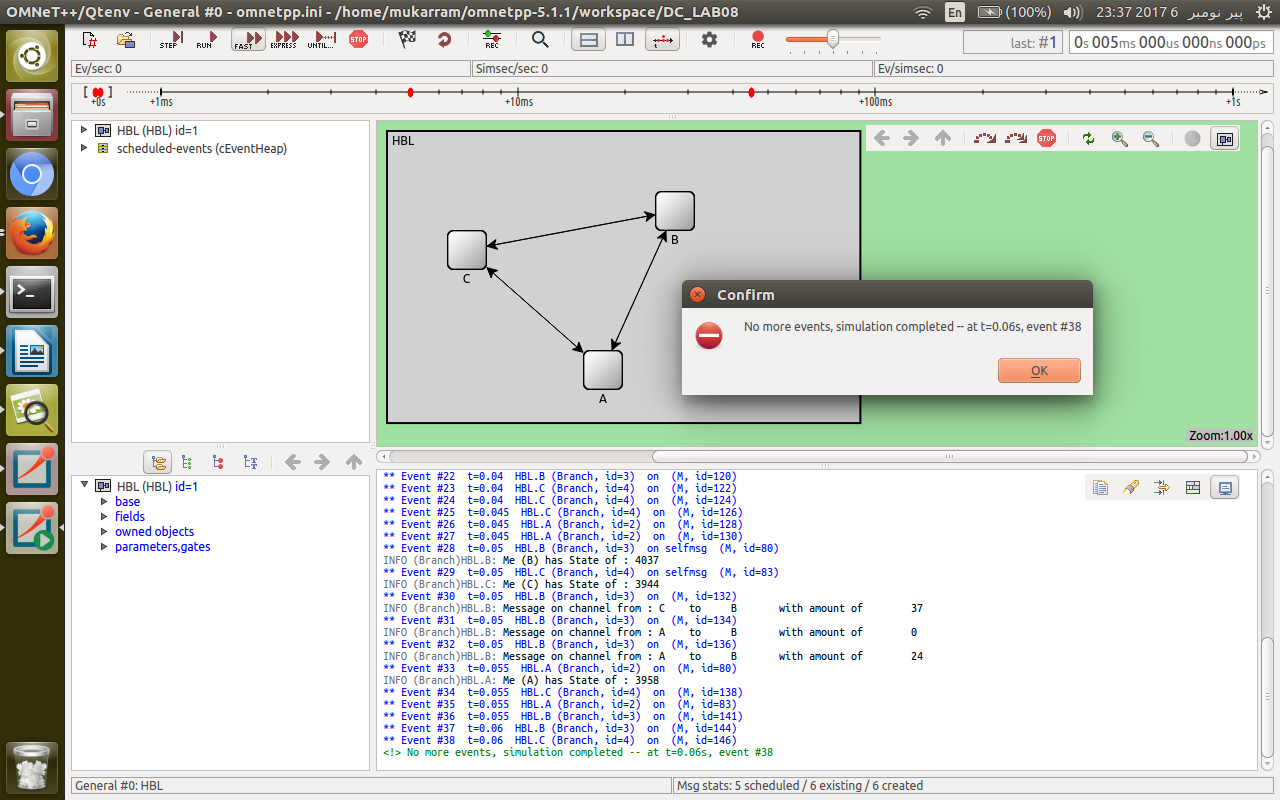 OMNeT++/Qtenv - General #0 - omnetpp.ini - /home/mukarram/omnetpp-5.1.1/workspace/DC_LAB08
En (100%) 23:37 2017 پیر نومبر 6
STEP RUN FAST EXPRESS UNTIL... STOP REC REC
last: #1 0s 005ms 000us 000ns 000ps
Ev/sec: 0 Simsec/sec: 0 Ev/simsec: 0
+0s +1ms +10ms +100ms +1s
HBL (HBL) id=1
scheduled-events (cEventHeap)
HBL
STOP
B
C
A
Confirm
No more events, simulation completed -- at t=0.06s, event #38
OK
Zoom:1.00x
HBL (HBL) id=1
base
fields
owned objects
parameters,gates
** Event #22 t=0.04 HBL.B (Branch, id=3) on (M, id=120)
** Event #23 t=0.04 HBL.C (Branch, id=4) on (M, id=122)
** Event #24 t=0.04 HBL.C (Branch, id=4) on (M, id=124)
** Event #25 t=0.045 HBL.C (Branch, id=4) on (M, id=126)
** Event #26 t=0.045 HBL.A (Branch, id=2) on (M, id=128)
** Event #27 t=0.045 HBL.A (Branch, id=2) on (M, id=130)
** Event #28 t=0.05 HBL.B (Branch, id=3) on selfmsg (M, id=80)
INFO (Branch)HBL.B: Me (B) has State of : 4037
** Event #29 t=0.05 HBL.C (Branch, id=4) on selfmsg (M, id=83)
INFO (Branch)HBL.C: Me (C) has State of : 3944
** Event #30 t=0.05 HBL.B (Branch, id=3) on (M, id=132)
INFO (Branch)HBL.B: Message on channel from : C to B with amount of 37
** Event #31 t=0.05 HBL.B (Branch, id=3) on (M, id=134)
INFO (Branch)HBL.B: Message on channel from : A to B with amount of 0
** Event #32 t=0.05 HBL.B (Branch, id=3) on (M, id=136)
INFO (Branch)HBL.B: Message on channel from : A to B with amount of 24
** Event #33 t=0.055 HBL.A (Branch, id=2) on (M, id=80)
INFO (Branch)HBL.A: Me (A) has State of : 3958
** Event #34 t=0.055 HBL.C (Branch, id=4) on (M, id=138)
** Event #35 t=0.055 HBL.A (Branch, id=2) on (M, id=83)
** Event #36 t=0.055 HBL.B (Branch, id=3) on (M, id=141)
** Event #37 t=0.06 HBL.B (Branch, id=3) on (M, id=144)
** Event #38 t=0.06 HBL.C (Branch, id=4) on (M, id=146)
<!> No more events, simulation completed -- at t=0.06s, event #38
General #0: HBL Msg stats: 5 scheduled / 6 existing / 6 created